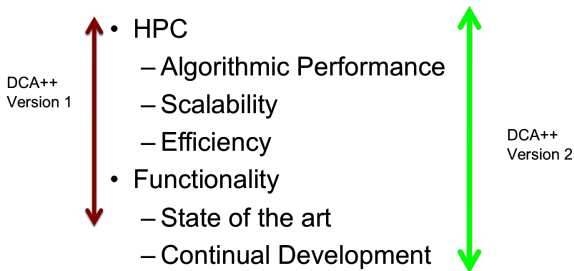 DCA++
Version 1
• HPC
– Algorithmic Performance
– Scalability
– Efficiency
• Functionality
– State of the art
– Continual Development
DCA++
Version 2